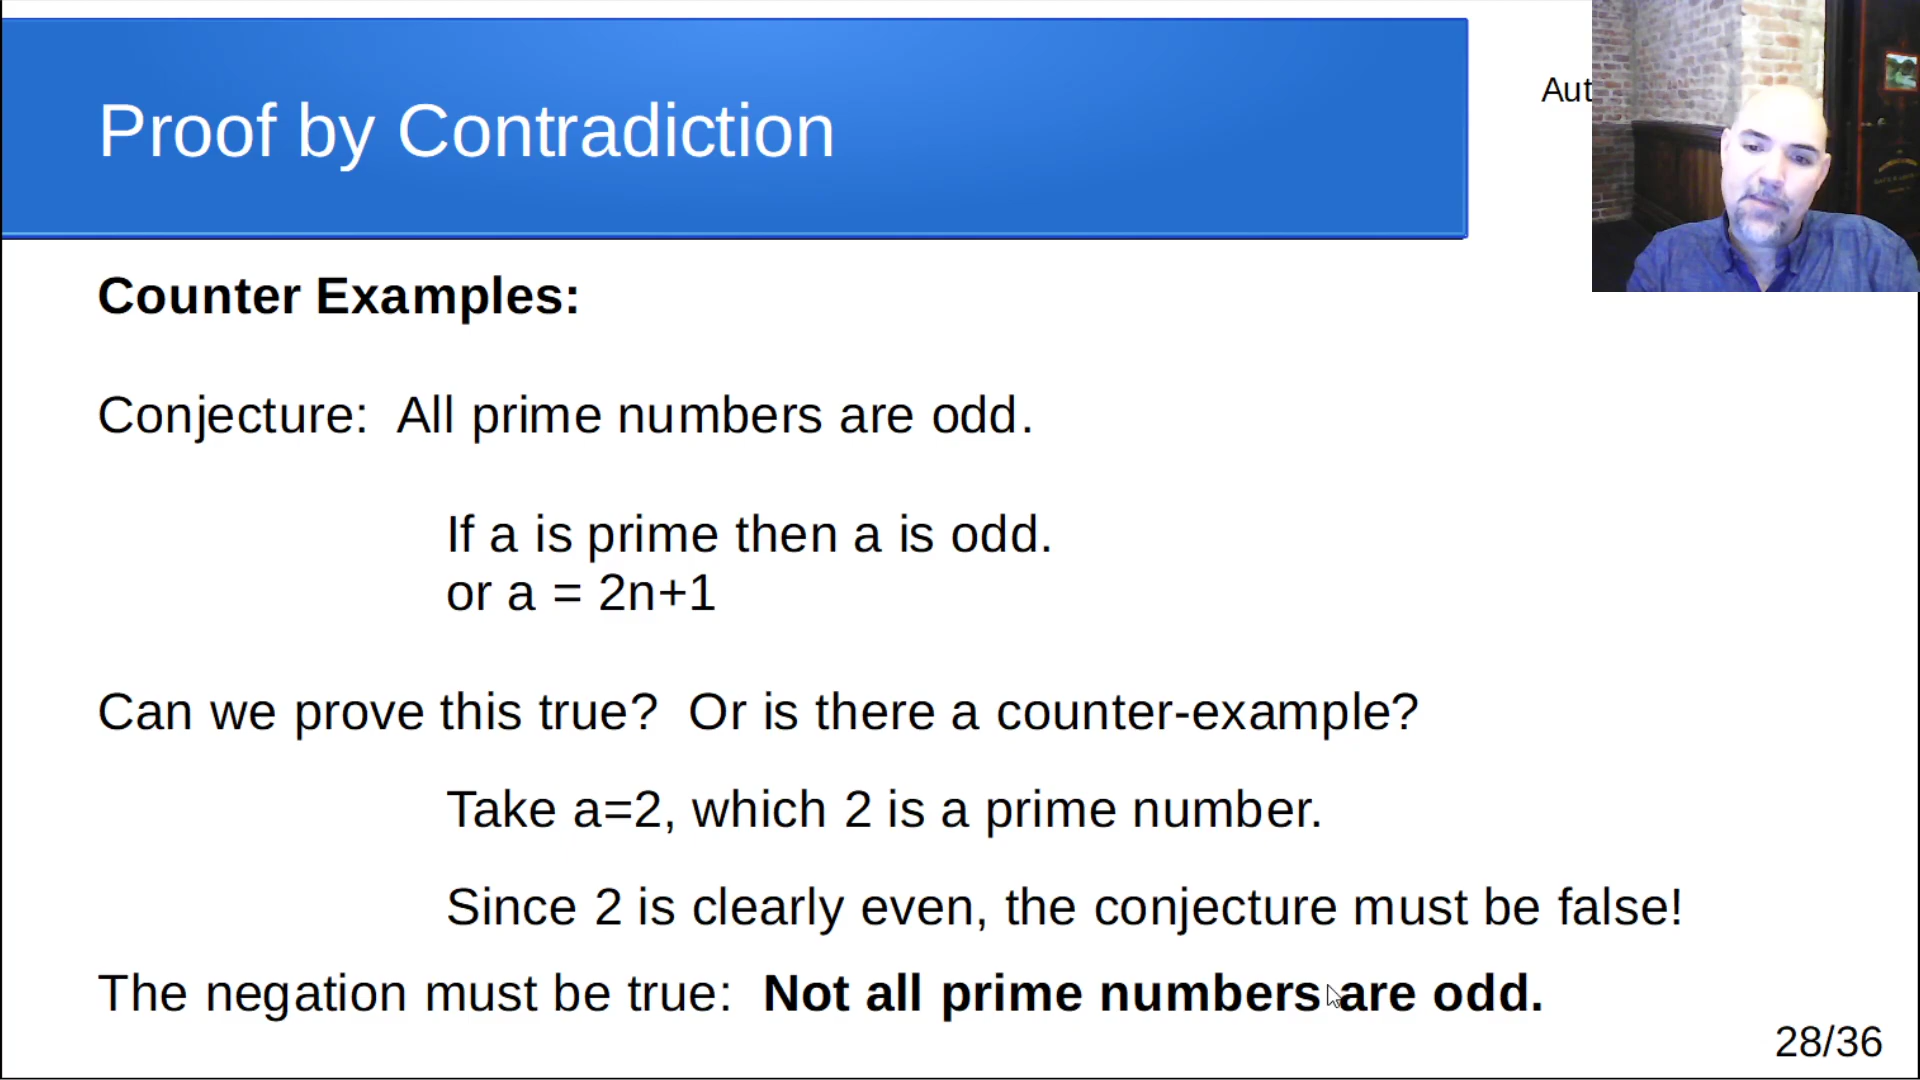 Proof by Contradiction
Aut
Counter Examples:
Conjecture: All prime numbers are odd.
If a is prime then a is odd.
or a = 2n+1
Can we prove this true? Or is there a counter-example?
Take a=2, which 2 is a prime number.
Since 2 is clearly even, the conjecture must be false!
The negation must be true: Not all prime numbers are odd.
28/36